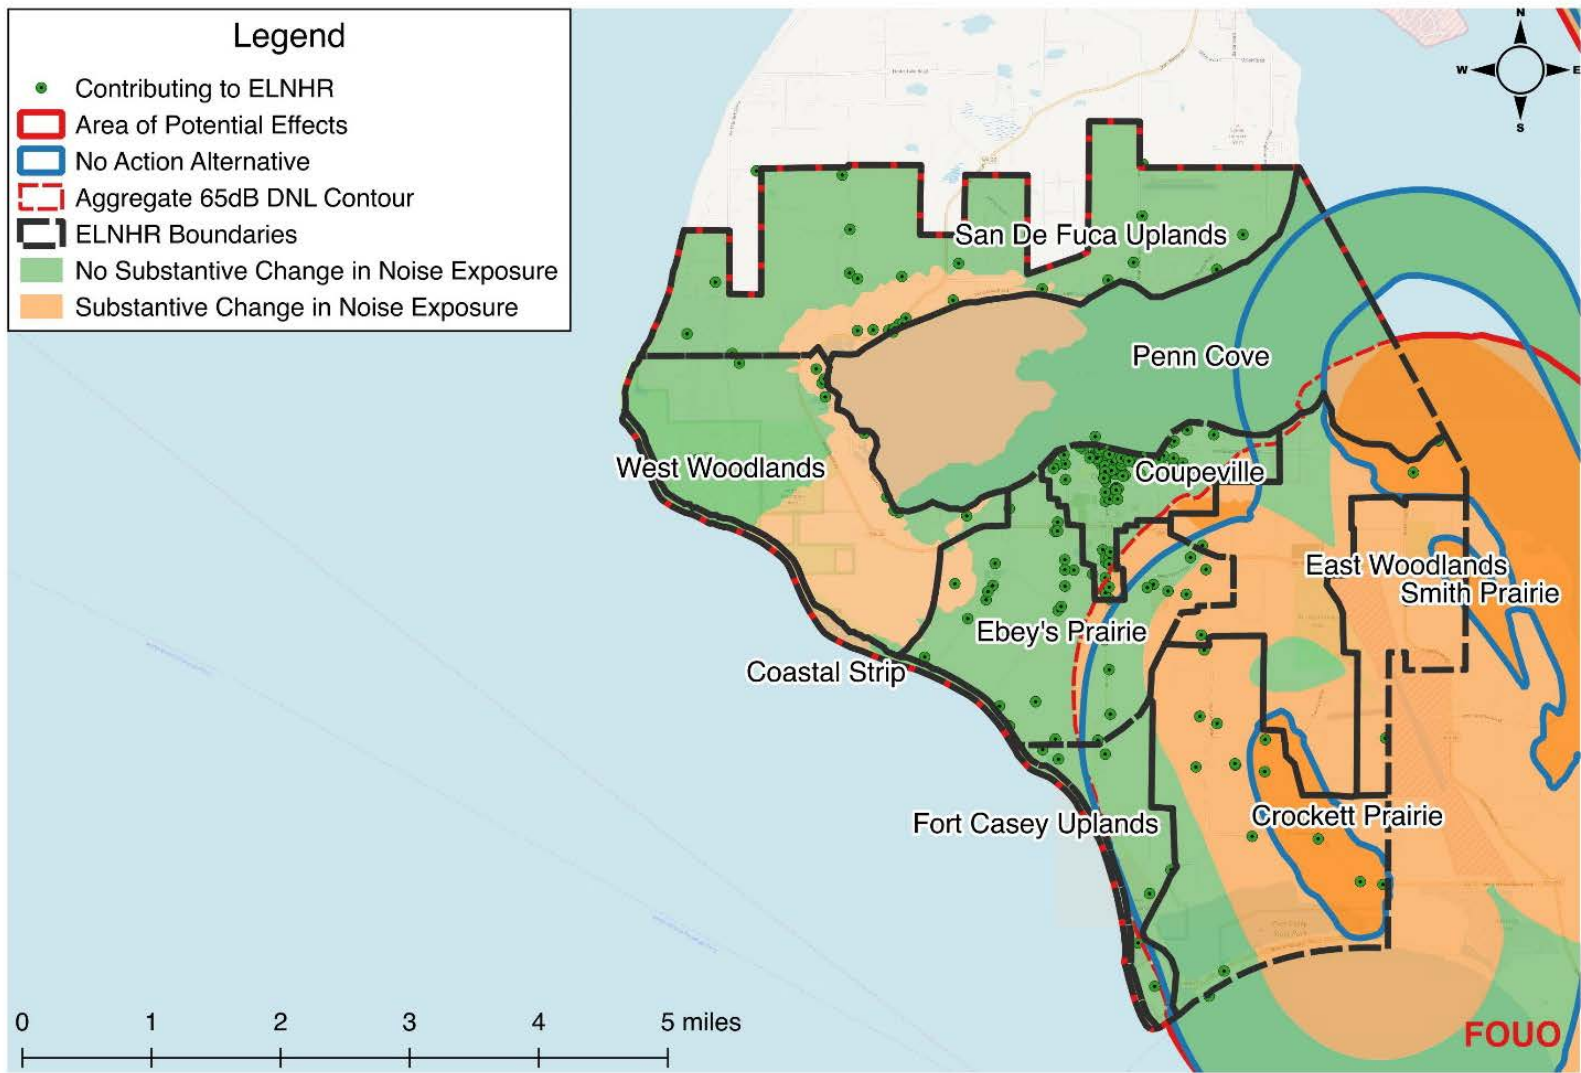 Legend
Contributing to ELNHR
Area of Potential Effects
No Action Alternative
Aggregate 65dB DNL Contour
ELNHR Boundaries
No Substantive Change in Noise Exposure
Substantive Change in Noise Exposure
N
W E
S
San De Fuca Uplands
Penn Cove
West Woodlands
Coupeville
East Woodlands
Smith Prairie
Ebey's Prairie
Coastal Strip
Crockett Prairie
Fort Casey Uplands
0 1 2 3 4 5 miles
FOUO